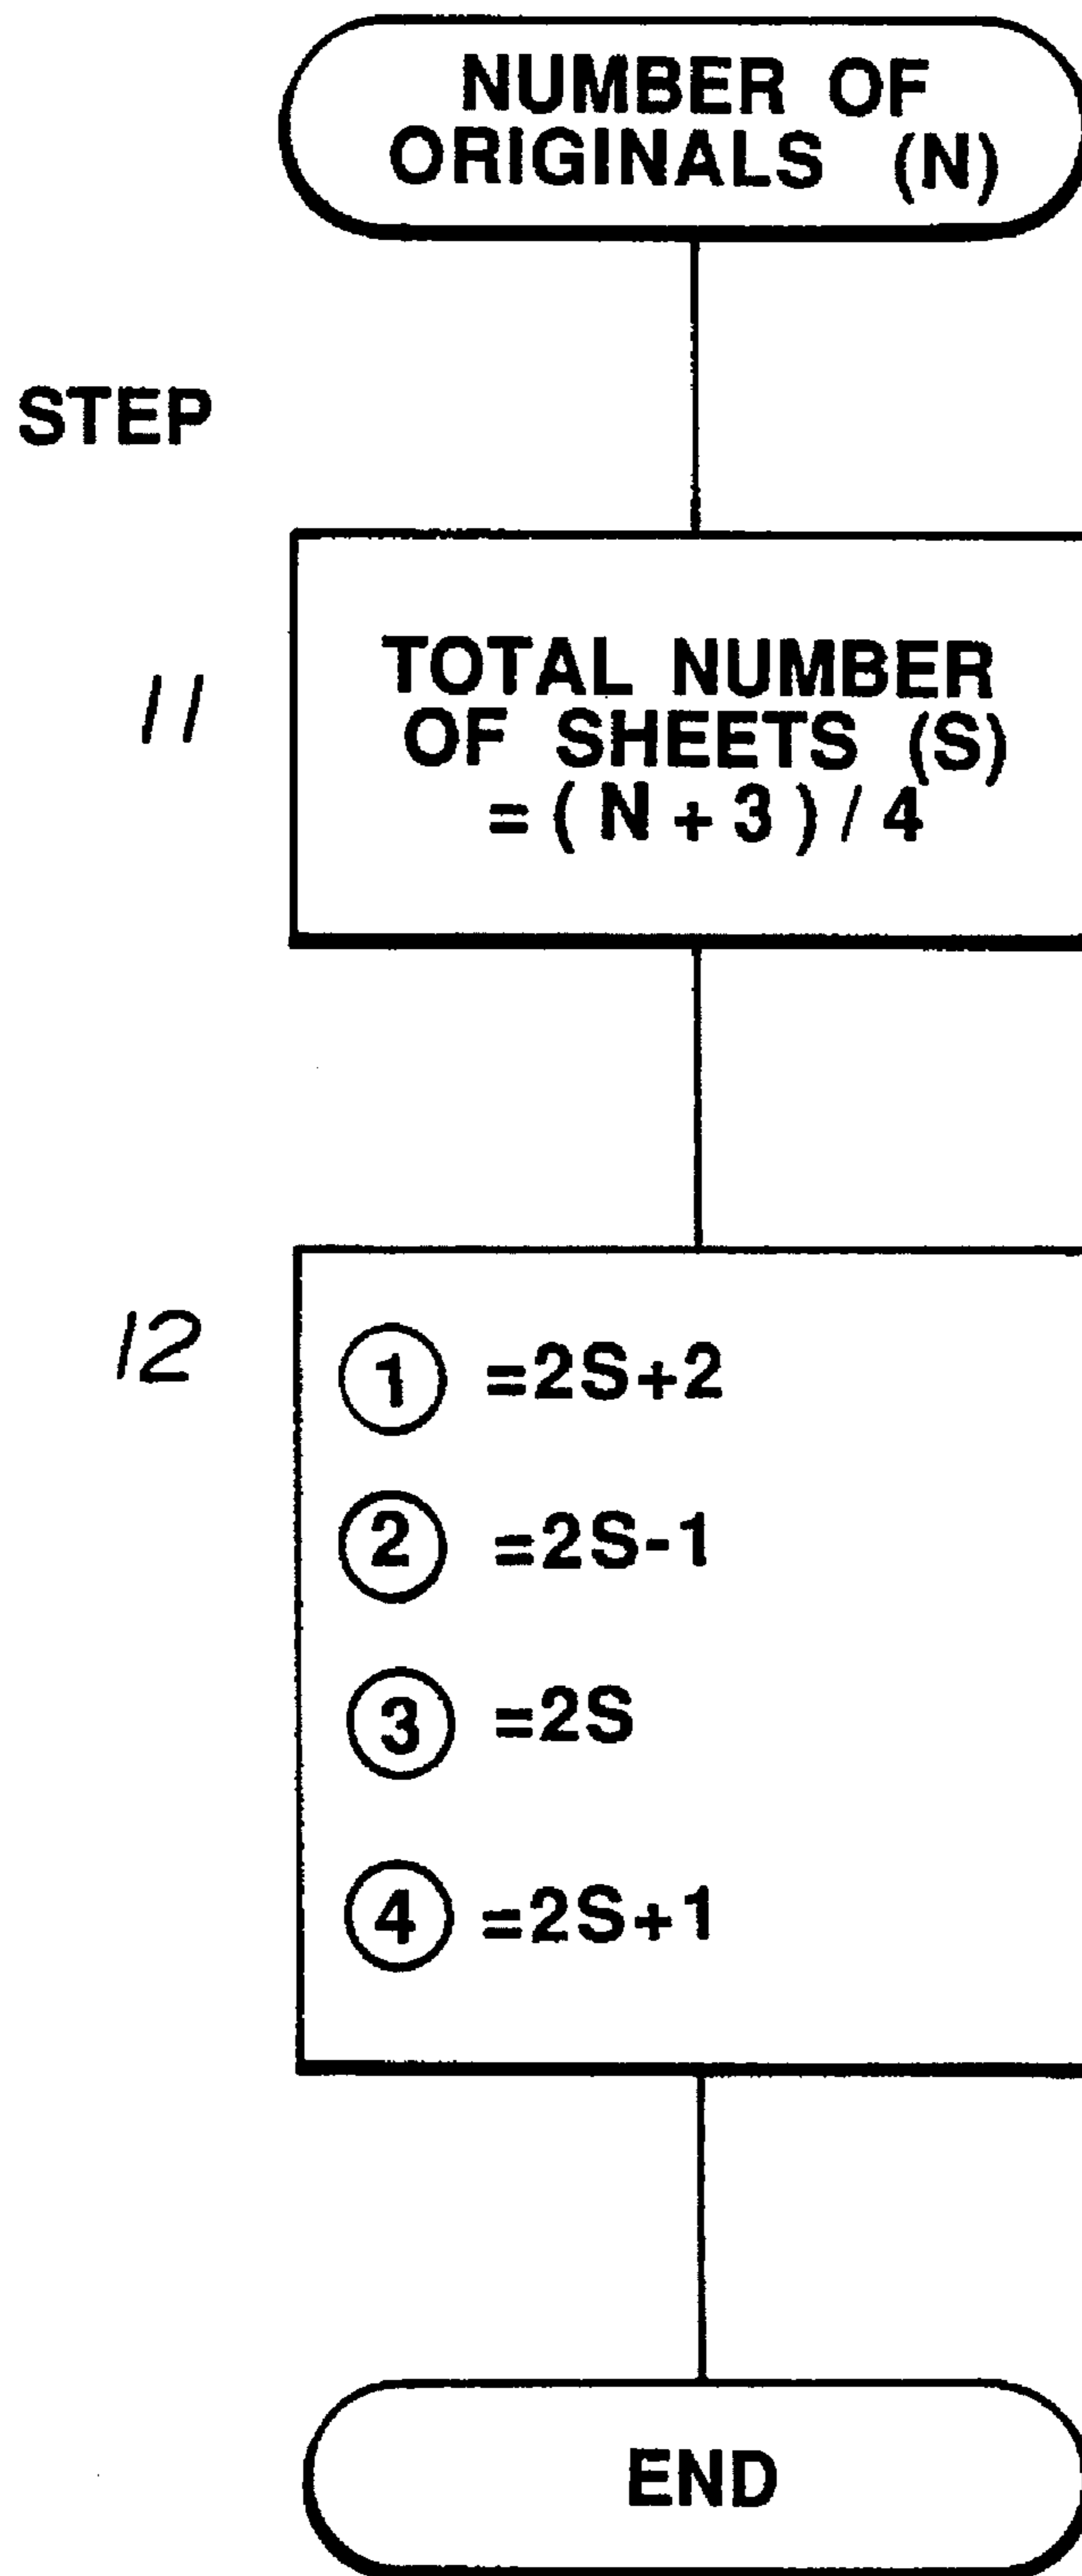 NUMBER OF
ORIGINALS (N)
STEP
11
TOTAL NUMBER
OF SHEETS (S)
=(N+3)/4
12
① =2S+2
② =2S-1
③ =2S
④ =2S+1
END